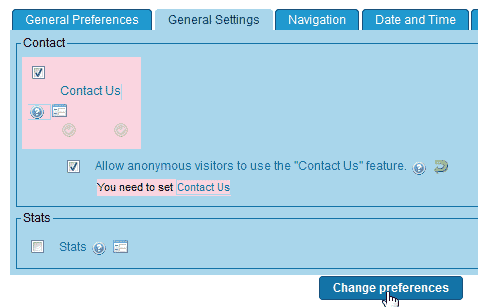 General Preferences General Settings Navigation Date and Time
Contact
Contact Us
Allow anonymous visitors to use the "Contact Us" feature.
You need to set Contact Us
Stats
Stats
Change preferences